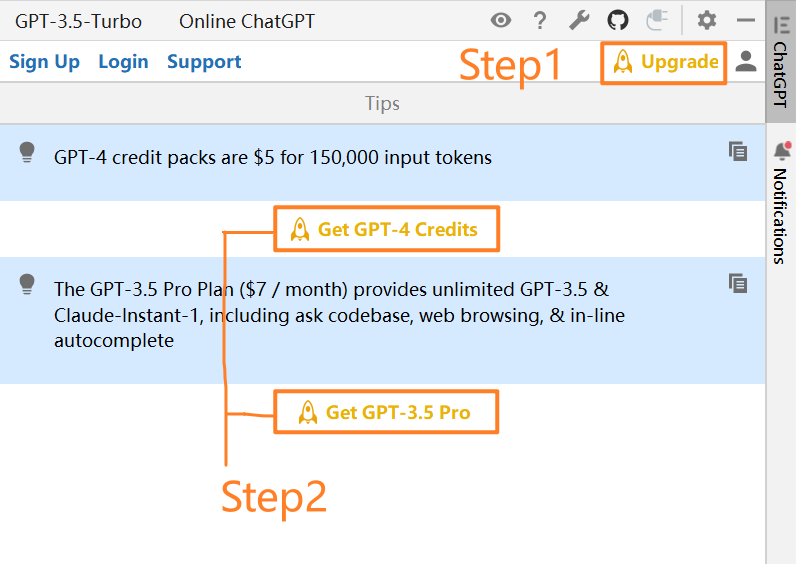 GPT-3.5-Turbo Online ChatGPT
Sign Up Login Support
Step1
Upgrade
Tips
GPT-4 credit packs are $5 for 150,000 input tokens
Get GPT-4 Credits
The GPT-3.5 Pro Plan ($7 / month) provides unlimited GPT-3.5 &
Claude-Instant-1, including ask codebase, web browsing, & in-line
autocomplete
Get GPT-3.5 Pro
Step2
ChatGPT
Notifications